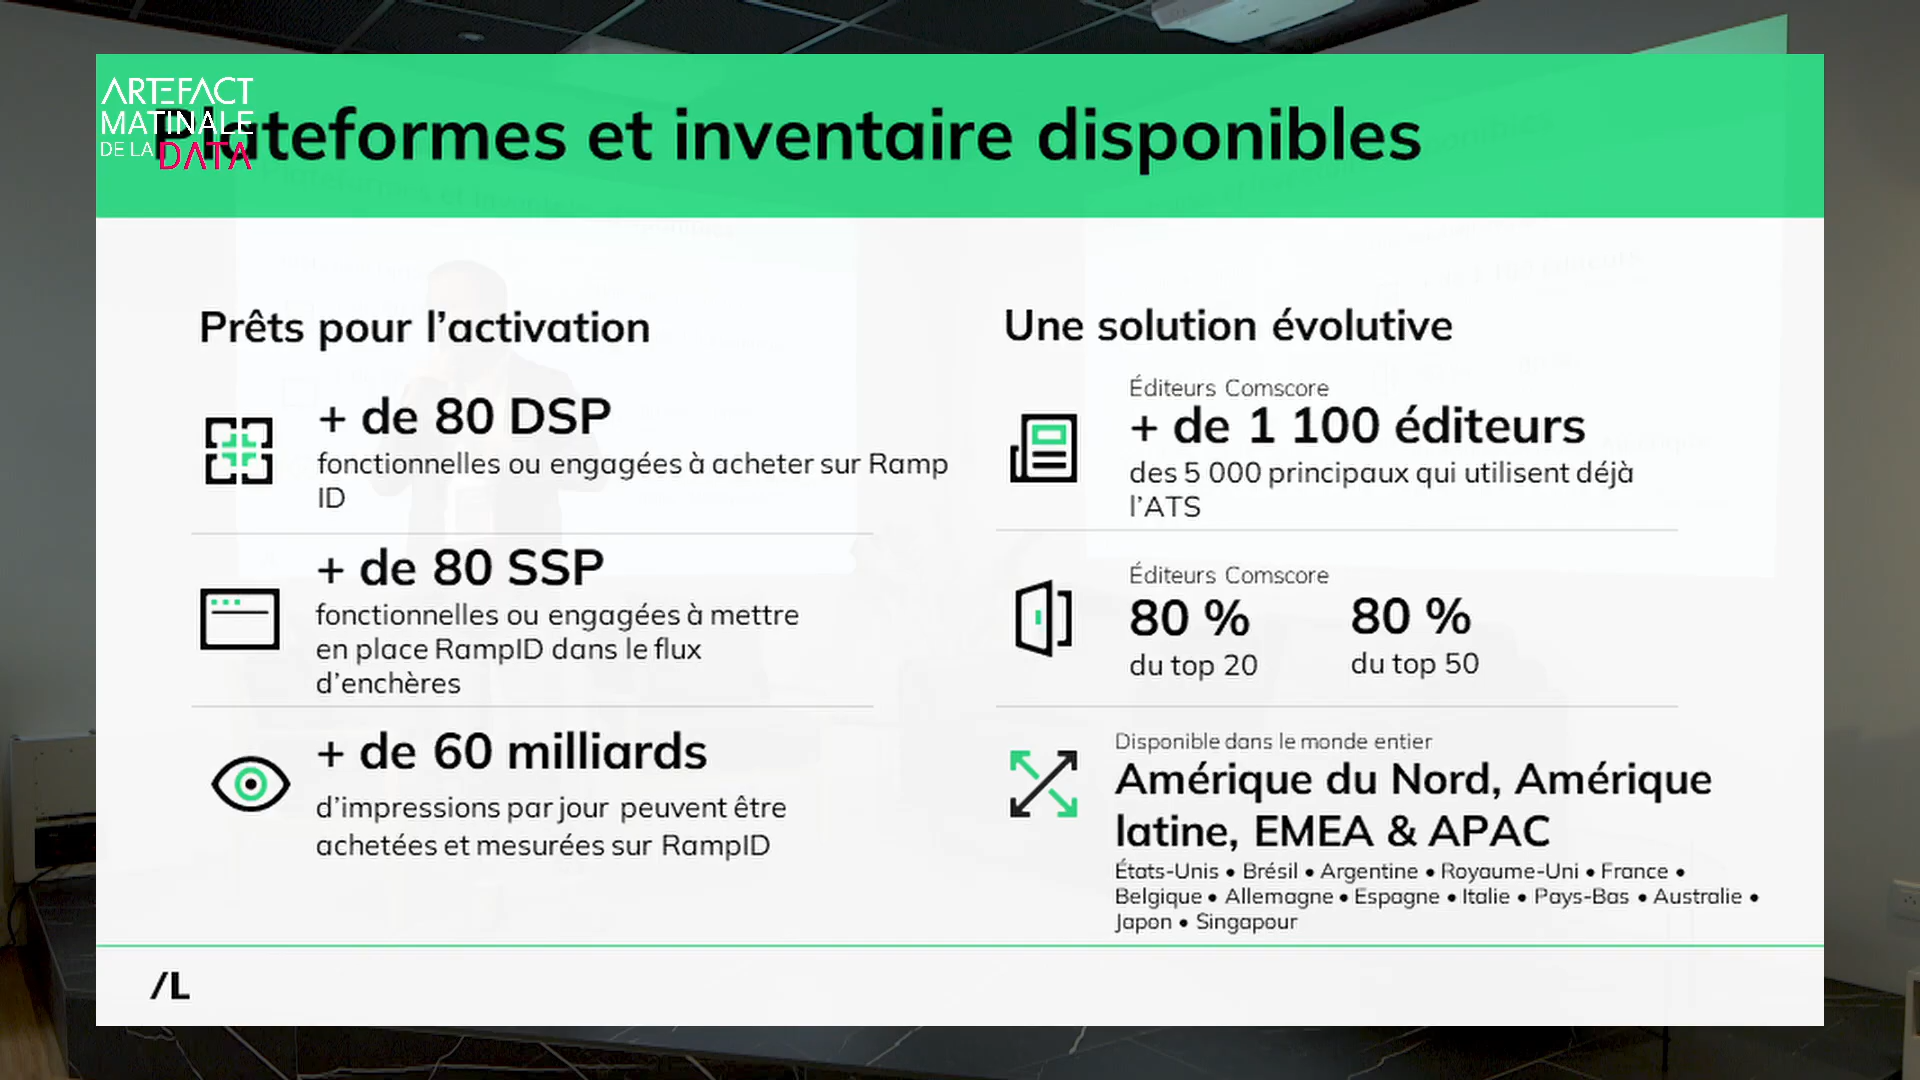 ARTEFACT
MATINALE
DE LA DATA
Plateformes et inventaire disponibles
Prêts pour l’activation
+ de 80 DSP
fonctionnelles ou engagées à acheter sur Ramp
ID
+ de 80 SSP
fonctionnelles ou engagées à mettre
en place RampID dans le flux
d’enchères
+ de 60 milliards
d’impressions par jour peuvent être
achetées et mesurées sur RampID
Une solution évolutive
Éditeurs Comscore
+ de 1 100 éditeurs
des 5 000 principaux qui utilisent déjà
l’ATS
Éditeurs Comscore
80 % 80 %
du top 20 du top 50
Disponible dans le monde entier
Amérique du Nord, Amérique
latine, EMEA & APAC
États-Unis • Brésil • Argentine • Royaume-Uni • France •
Belgique • Allemagne • Espagne • Italie • Pays-Bas • Australie •
Japon • Singapour
/L